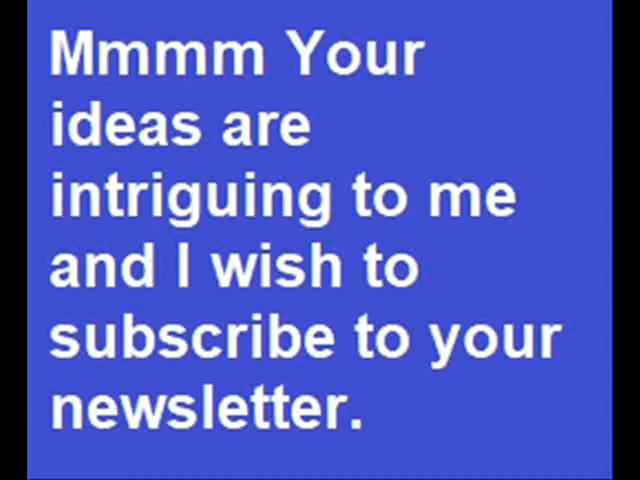 Mmmm Your
ideas are
intriguing to me
and I wish to
subscribe to your
newsletter.